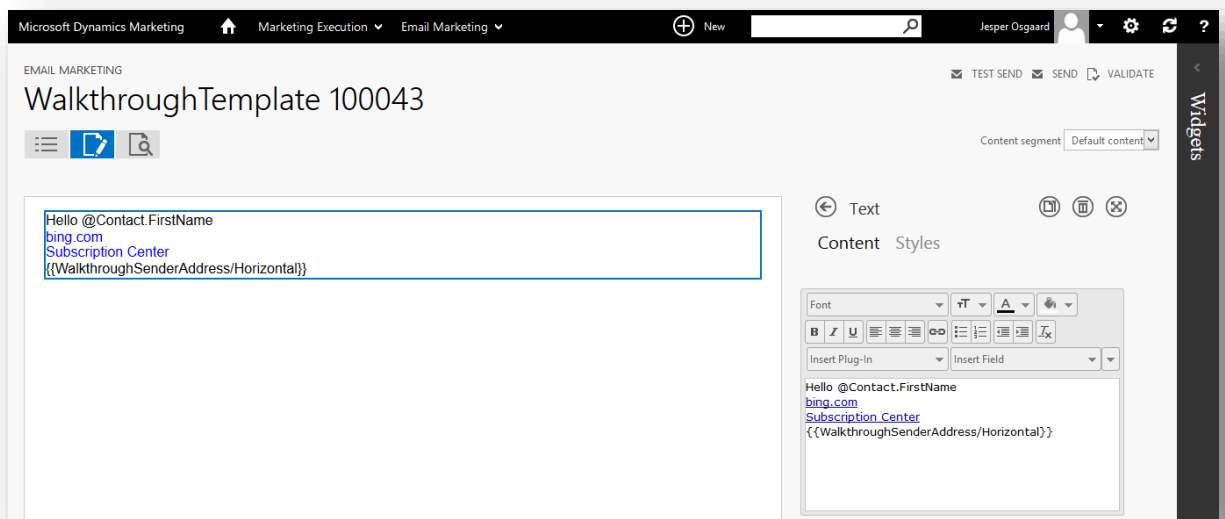 Microsoft Dynamics Marketing Marketing Execution Email Marketing New Jesper Osgaard ?
EMAIL MARKETING
TEST SEND SEND VALIDATE
WalkthroughTemplate 100043
Content segment Default content
Widgets
Hello @Contact.FirstName
bing.com
Subscription Center
{{WalkthroughSenderAddress/Horizontal}}
Text
Content Styles
Font TT A
B I U Tx
Insert Plug-In Insert Field
Hello @Contact.FirstName
bing.com
Subscription Center
{{WalkthroughSenderAddress/Horizontal}}